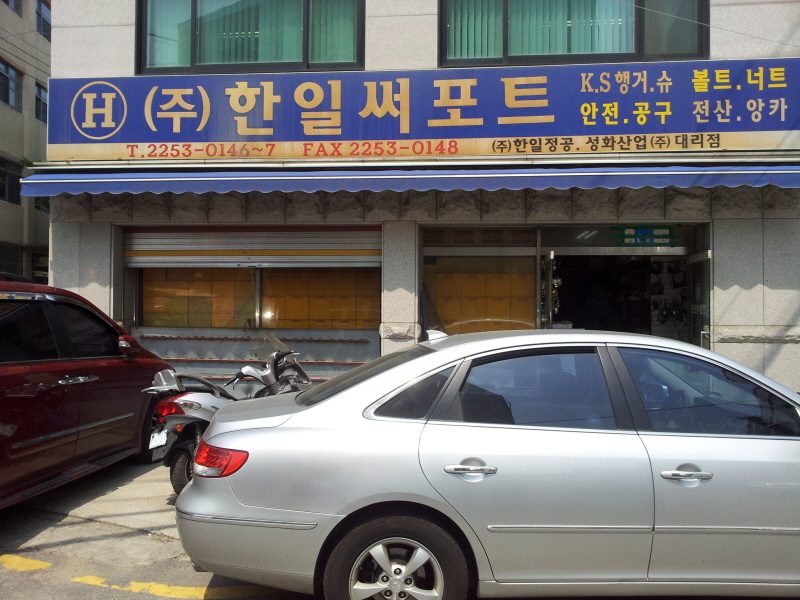 H (주)한일써포트
K.S행거.슈 볼트.너트
안전.공구 전산.앙카
T.2253-0146~7 FAX 2253-0148 (주)한일정공. 성화산업(주)대리점